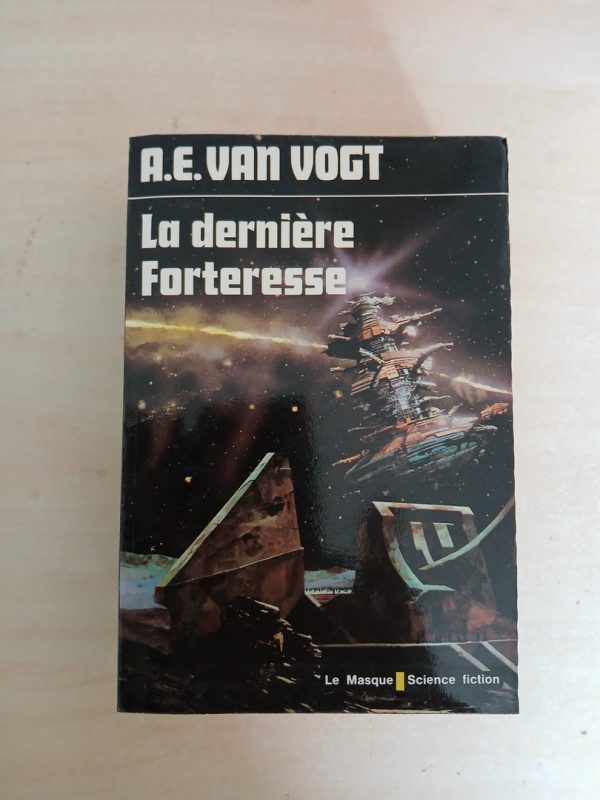 A.E. VAN VOGT
La dernière
Forteresse
Le Masque Science fiction